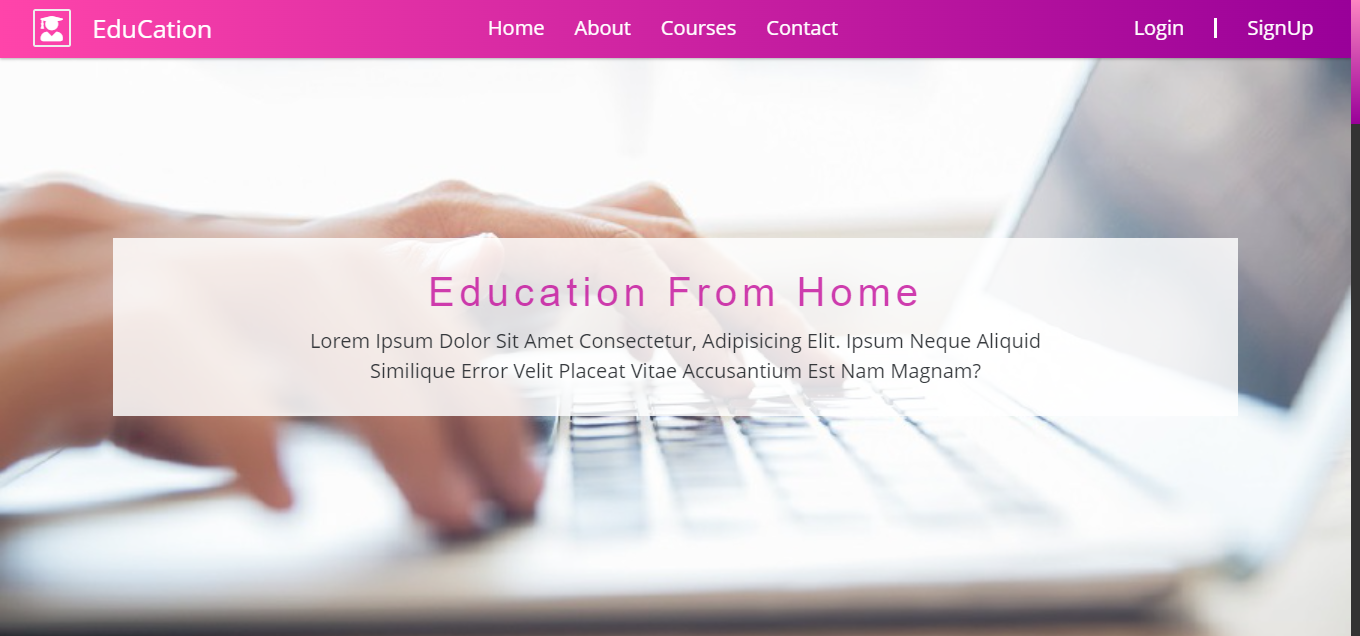 EduCation
Home About Courses Contact
Login | SignUp
Education From Home
Lorem Ipsum Dolor Sit Amet Consectetur, Adipisicing Elit. Ipsum Neque Aliquid
Similique Error Velit Placeat Vitae Accusantium Est Nam Magnam?